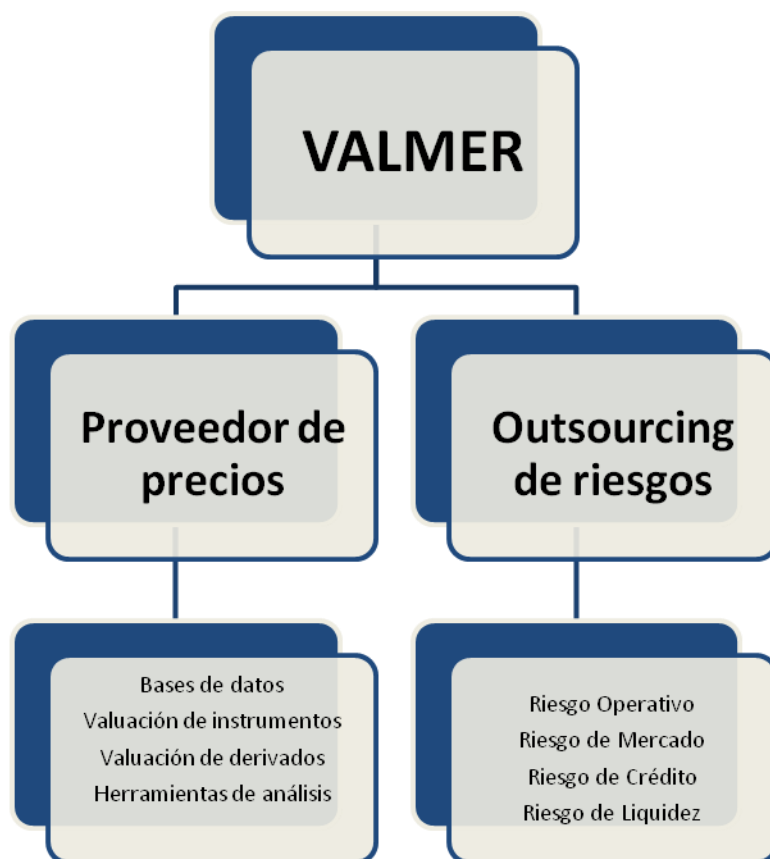 VALMER
Proveedor de
precios
Outsourcing
de riesgos
Bases de datos
Valuación de instrumentos
Valuación de derivados
Herramientas de análisis
Riesgo Operativo
Riesgo de Mercado
Riesgo de Crédito
Riesgo de Liquidez